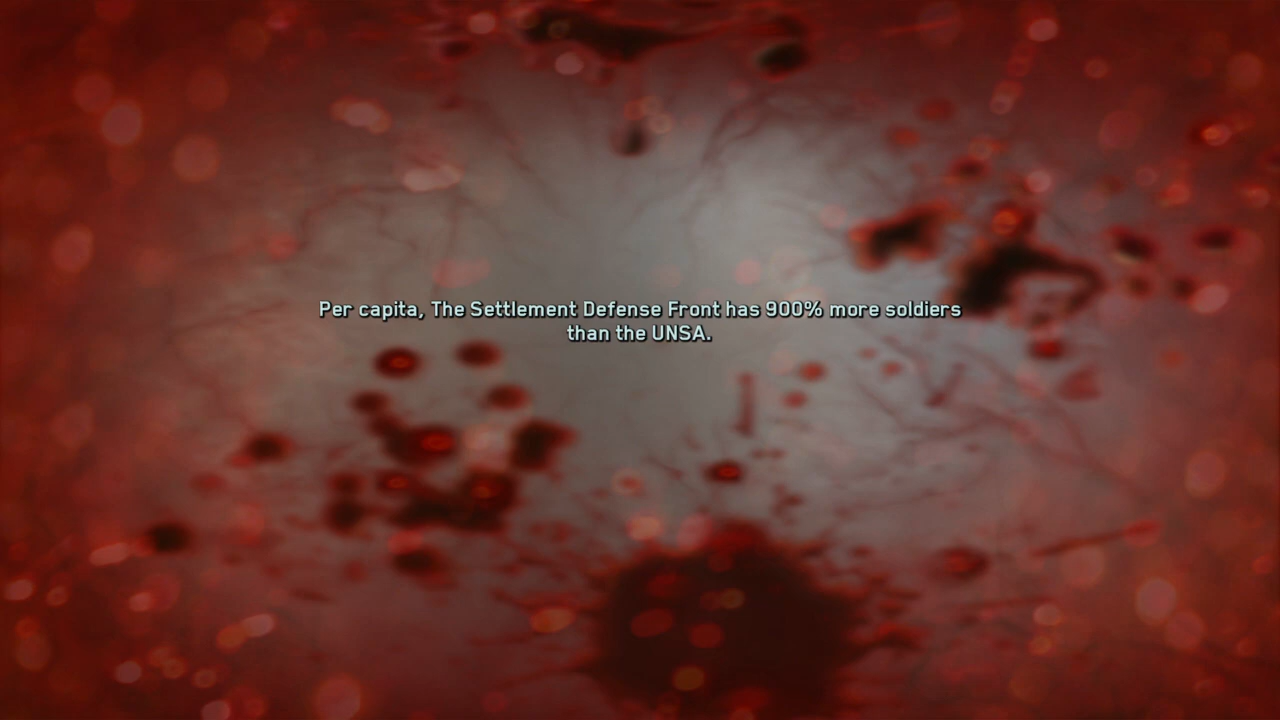 Per capita, The Settlement Defense Front has 900% more soldiers
than the UNSA.